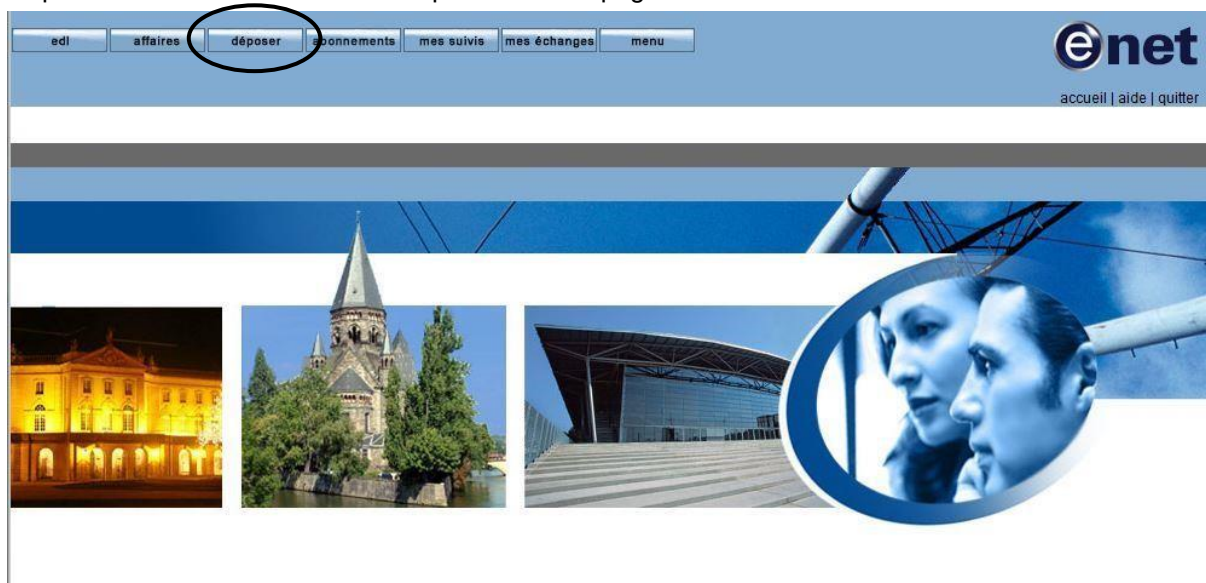 edl affaires déposer abonnements mes suivis mes échanges menu
enet
accueil | aide | quitter